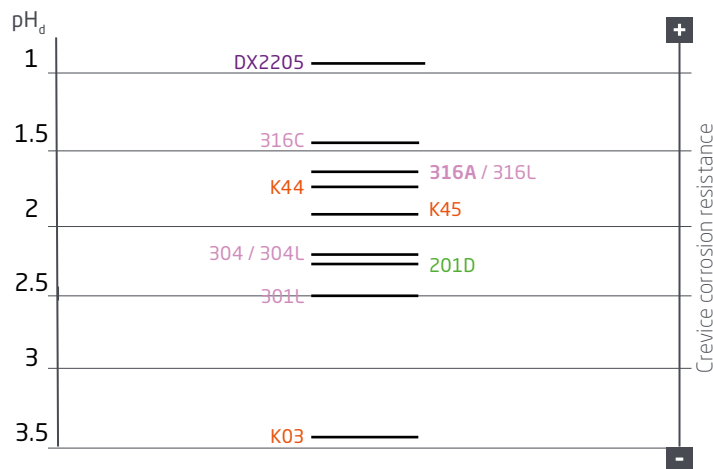 pHd
+
1
DX2205
1.5
316C
316A / 316L
K44
K45
2
304 / 304L
201D
2.5
301L
3
K03
3.5
-
Crevice corrosion resistance